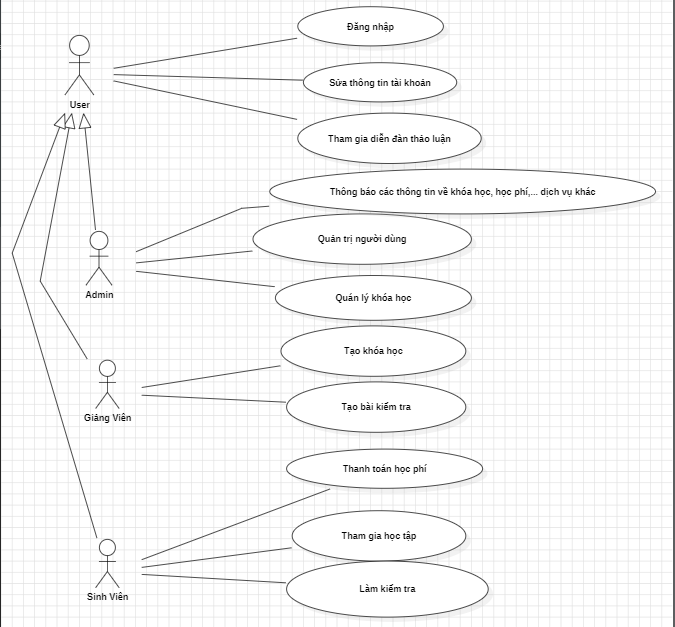 Đăng nhập
Sửa thông tin tài khoản
User
Tham gia diễn đàn thảo luận
Thông báo các thông tin về khóa học, học phí,... dịch vụ khác
Quản trị người dùng
Admin
Quản lý khóa học
Tạo khóa học
Tạo bài kiểm tra
Giảng Viên
Thanh toán học phí
Tham gia học tập
Làm kiểm tra
Sinh Viên